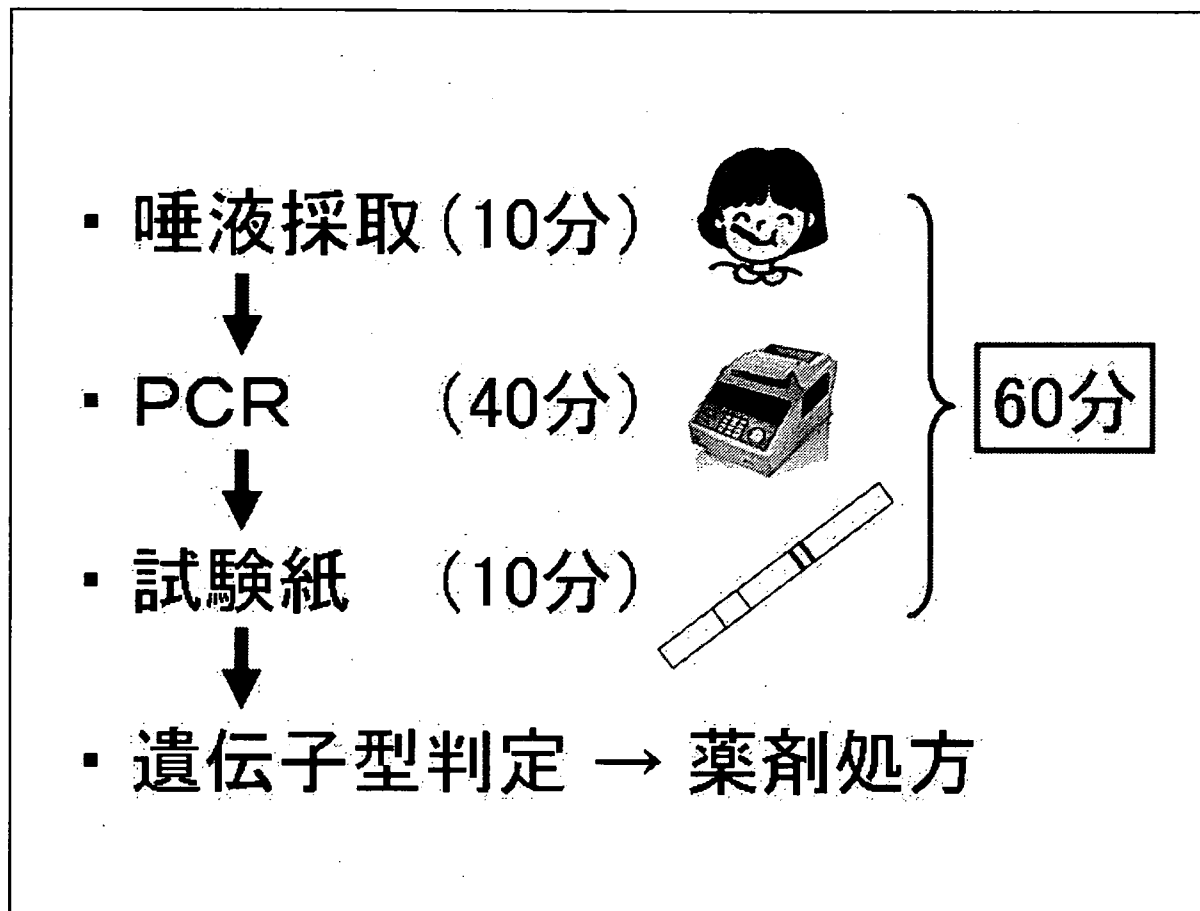 ・唾液採取(10分)
・PCR (40分)
60分
・試験紙 (10分)
・遺伝子型判定 → 薬剤処方